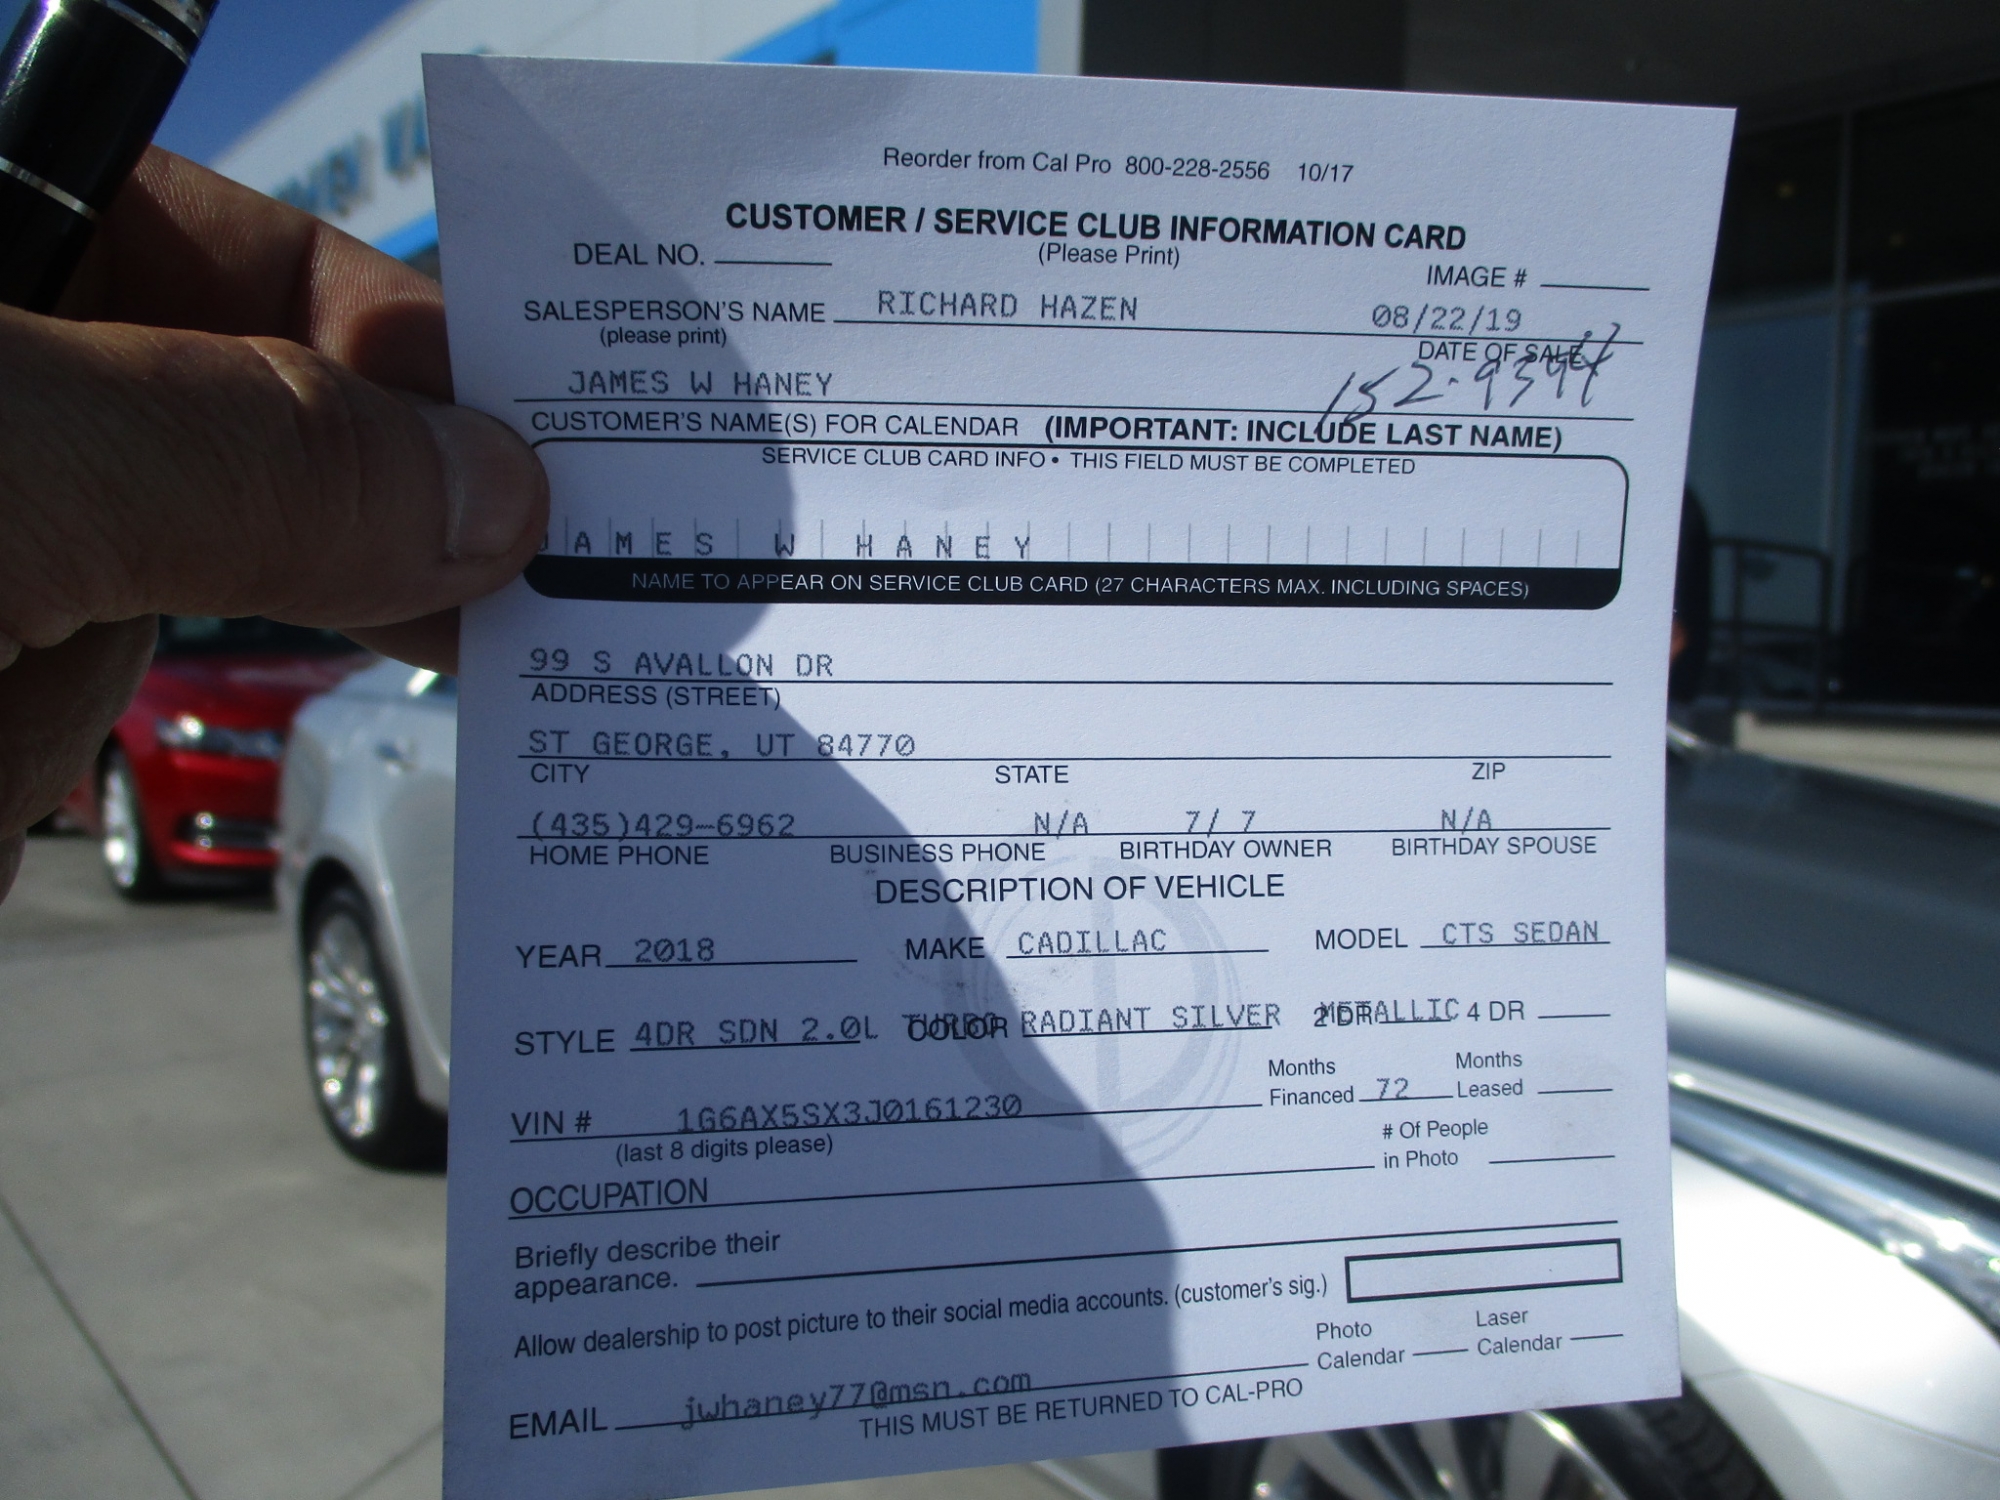 Reorder from Cal Pro 800-228-2556 10/17
CUSTOMER / SERVICE CLUB INFORMATION CARD
DEAL NO. (Please Print) IMAGE #
SALESPERSON'S NAME RICHARD HAZEN 08/22/19
(please print) DATE OF SALE
JAMES W HANEY 152-9394
CUSTOMER'S NAME(S) FOR CALENDAR (IMPORTANT: INCLUDE LAST NAME)
SERVICE CLUB CARD INFO • THIS FIELD MUST BE COMPLETED
JAMES W HANEY
NAME TO APPEAR ON SERVICE CLUB CARD (27 CHARACTERS MAX. INCLUDING SPACES)
99 S AVALLON DR
ADDRESS (STREET)
ST GEORGE, UT 84770
CITY STATE ZIP
(435)429-6962 N/A 7/ 7 N/A
HOME PHONE BUSINESS PHONE BIRTHDAY OWNER BIRTHDAY SPOUSE
DESCRIPTION OF VEHICLE
YEAR 2018 MAKE CADILLAC MODEL CTS SEDAN
STYLE 4DR SDN 2.0L TURBO COLOR RADIANT SILVER METALLIC 2 DR 4 DR
Months Months
VIN # 1G6AX5SX3J0161230 Financed 72 Leased
(last 8 digits please) # Of People
OCCUPATION in Photo
Briefly describe their
appearance.
Allow dealership to post picture to their social media accounts. (customer's sig.)
Photo Laser
Calendar Calendar
EMAIL jwhaney77@msn.com
THIS MUST BE RETURNED TO CAL-PRO